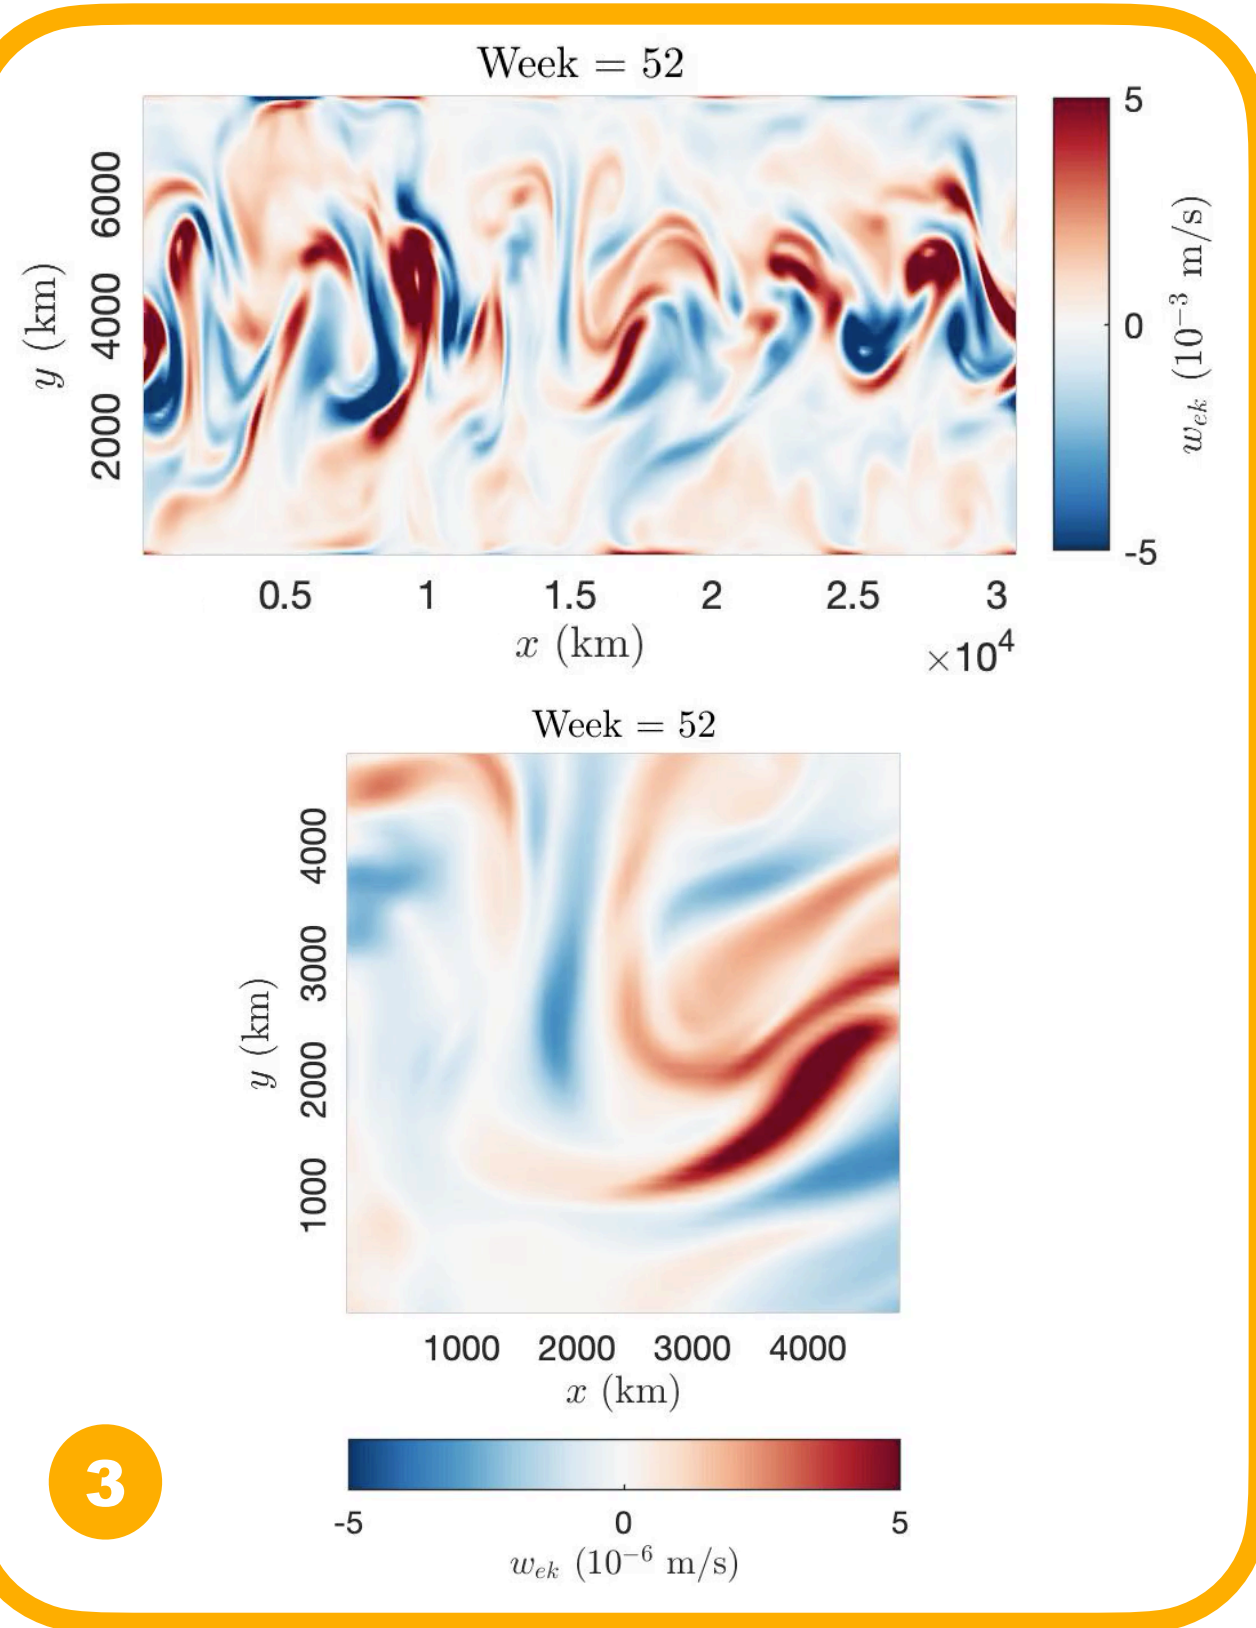 Week = 52
5
0
-5
w_ek (10^−3 m/s)
6000
4000
2000
y (km)
0.5 1 1.5 2 2.5 3
×10^4
x (km)
Week = 52
4000
3000
2000
1000
y (km)
1000 2000 3000 4000
x (km)
-5 0 5
w_ek (10^−6 m/s)
3